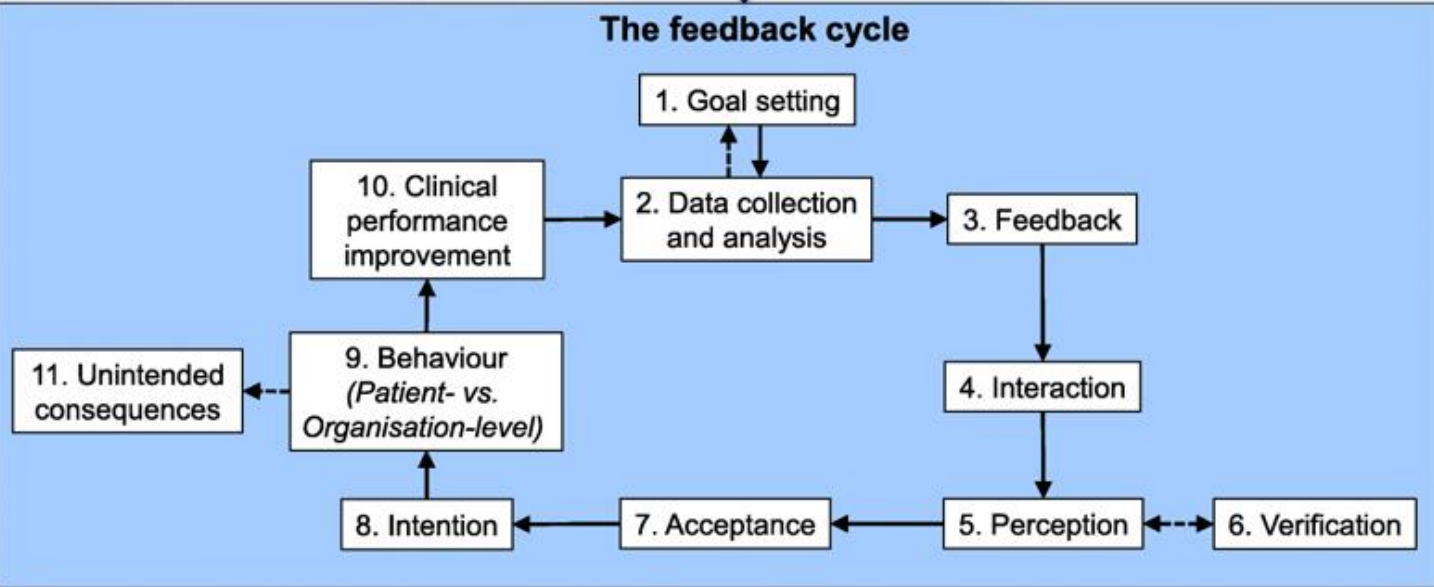 The feedback cycle
1. Goal setting
2. Data collection
and analysis
3. Feedback
4. Interaction
5. Perception
6. Verification
7. Acceptance
8. Intention
9. Behaviour
(Patient- vs.
Organisation-level)
10. Clinical
performance
improvement
11. Unintended
consequences